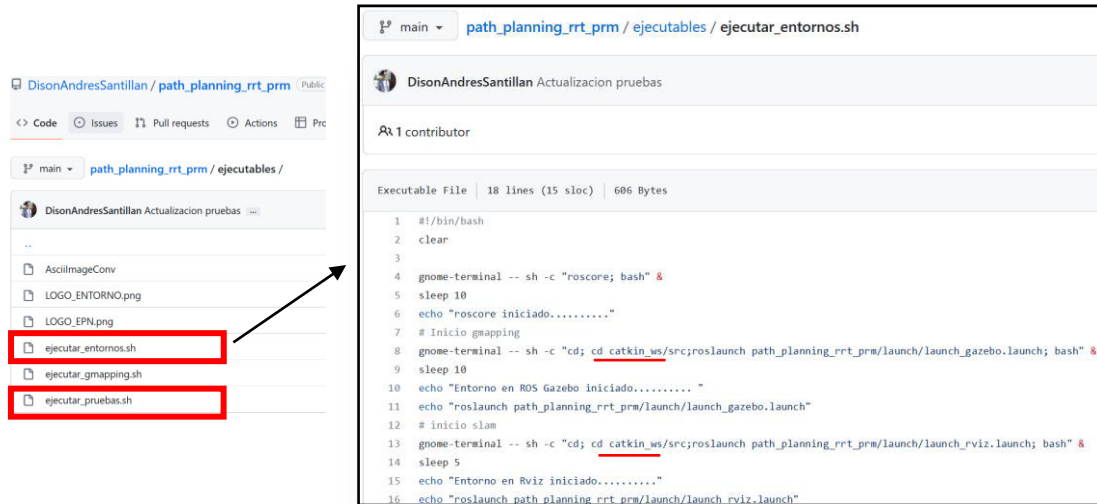 DisonAndresSantillan / path_planning_rrt_prm Public
<> Code Issues Pull requests Actions
main path_planning_rrt_prm / ejecutables /
DisonAndresSantillan Actualizacion pruebas ...
..
AsciiImageConv
LOGO_ENTORNO.png
LOGO_EPN.png
ejecutar_entornos.sh
ejecutar_gmapping.sh
ejecutar_pruebas.sh
main path_planning_rrt_prm / ejecutables / ejecutar_entornos.sh
DisonAndresSantillan Actualizacion pruebas
1 contributor
Executable File | 18 lines (15 sloc) | 606 Bytes
1 #!/bin/bash
2 clear
3
4 gnome-terminal -- sh -c "roscore; bash" &
5 sleep 10
6 echo "roscore iniciado.........."
7 # Inicio gmapping
8 gnome-terminal -- sh -c "cd; cd catkin_ws/src;roslaunch path_planning_rrt_prm/launch/launch_gazebo.launch; bash" &
9 sleep 10
10 echo "Entorno en ROS Gazebo iniciado.......... "
11 echo "roslaunch path_planning_rrt_prm/launch/launch_gazebo.launch"
12 # inicio slam
13 gnome-terminal -- sh -c "cd; cd catkin_ws/src;roslaunch path_planning_rrt_prm/launch/launch_rviz.launch; bash" &
14 sleep 5
15 echo "Entorno en Rviz iniciado.........."
16 echo "roslaunch path_planning_rrt_prm/launch/launch_rviz.launch"